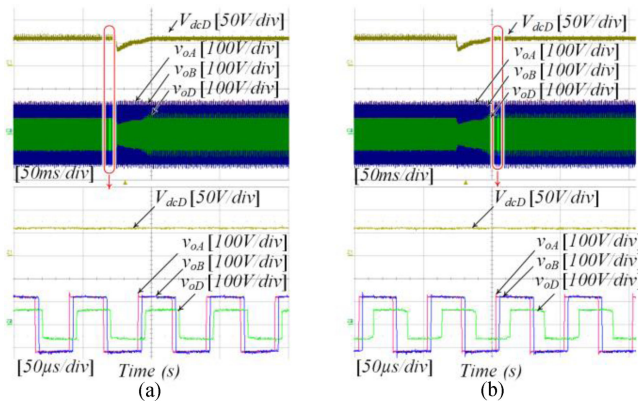 V_dcD [50V/div]
v_oA [100V/div]
v_oB [100V/div]
v_oD [100V/div]
[50ms/div]
V_dcD [50V/div]
v_oA [100V/div]
v_oB [100V/div]
v_oD [100V/div]
[50μs/div]
Time (s)
(a)
V_dcD [50V/div]
v_oA [100V/div]
v_oB [100V/div]
v_oD [100V/div]
[50ms/div]
V_dcD [50V/div]
v_oA [100V/div]
v_oB [100V/div]
v_oD [100V/div]
[50μs/div]
Time (s)
(b)